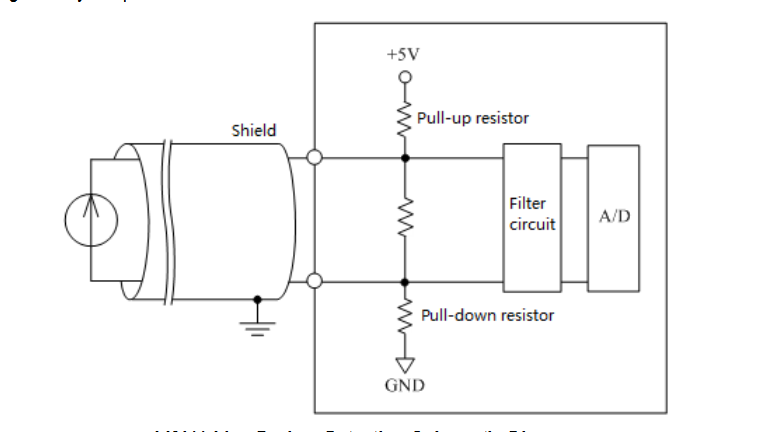 +5V
Pull-up resistor
Shield
Filter
circuit
A/D
Pull-down resistor
GND